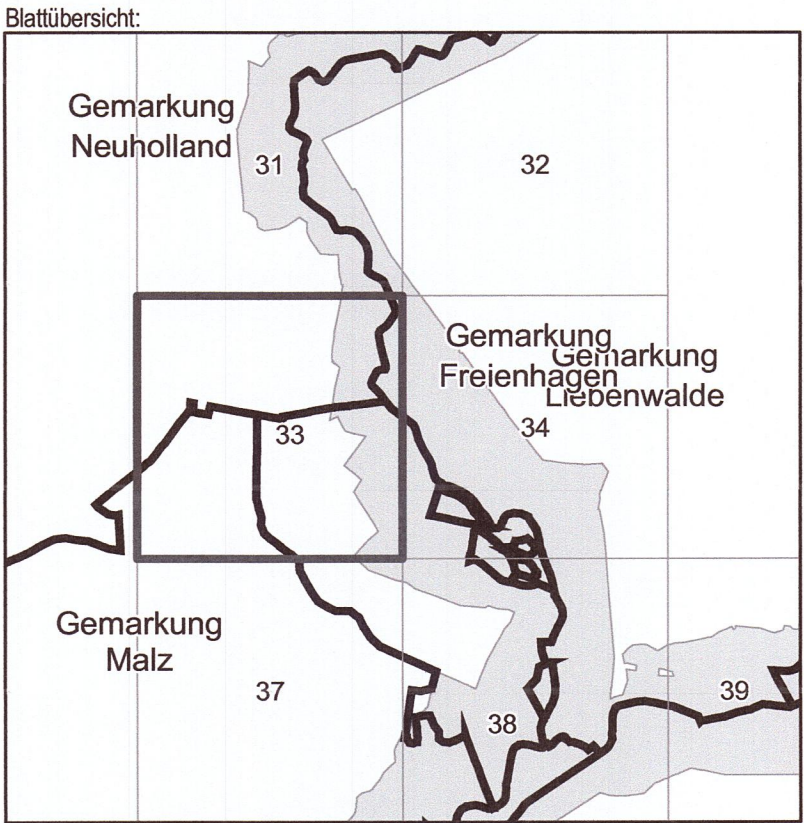 Blattübersicht:
Gemarkung
Neuholland
31
32
Gemarkung
Freienhagen
Gemarkung
Liebenwalde
34
33
Gemarkung
Malz
37
38
39